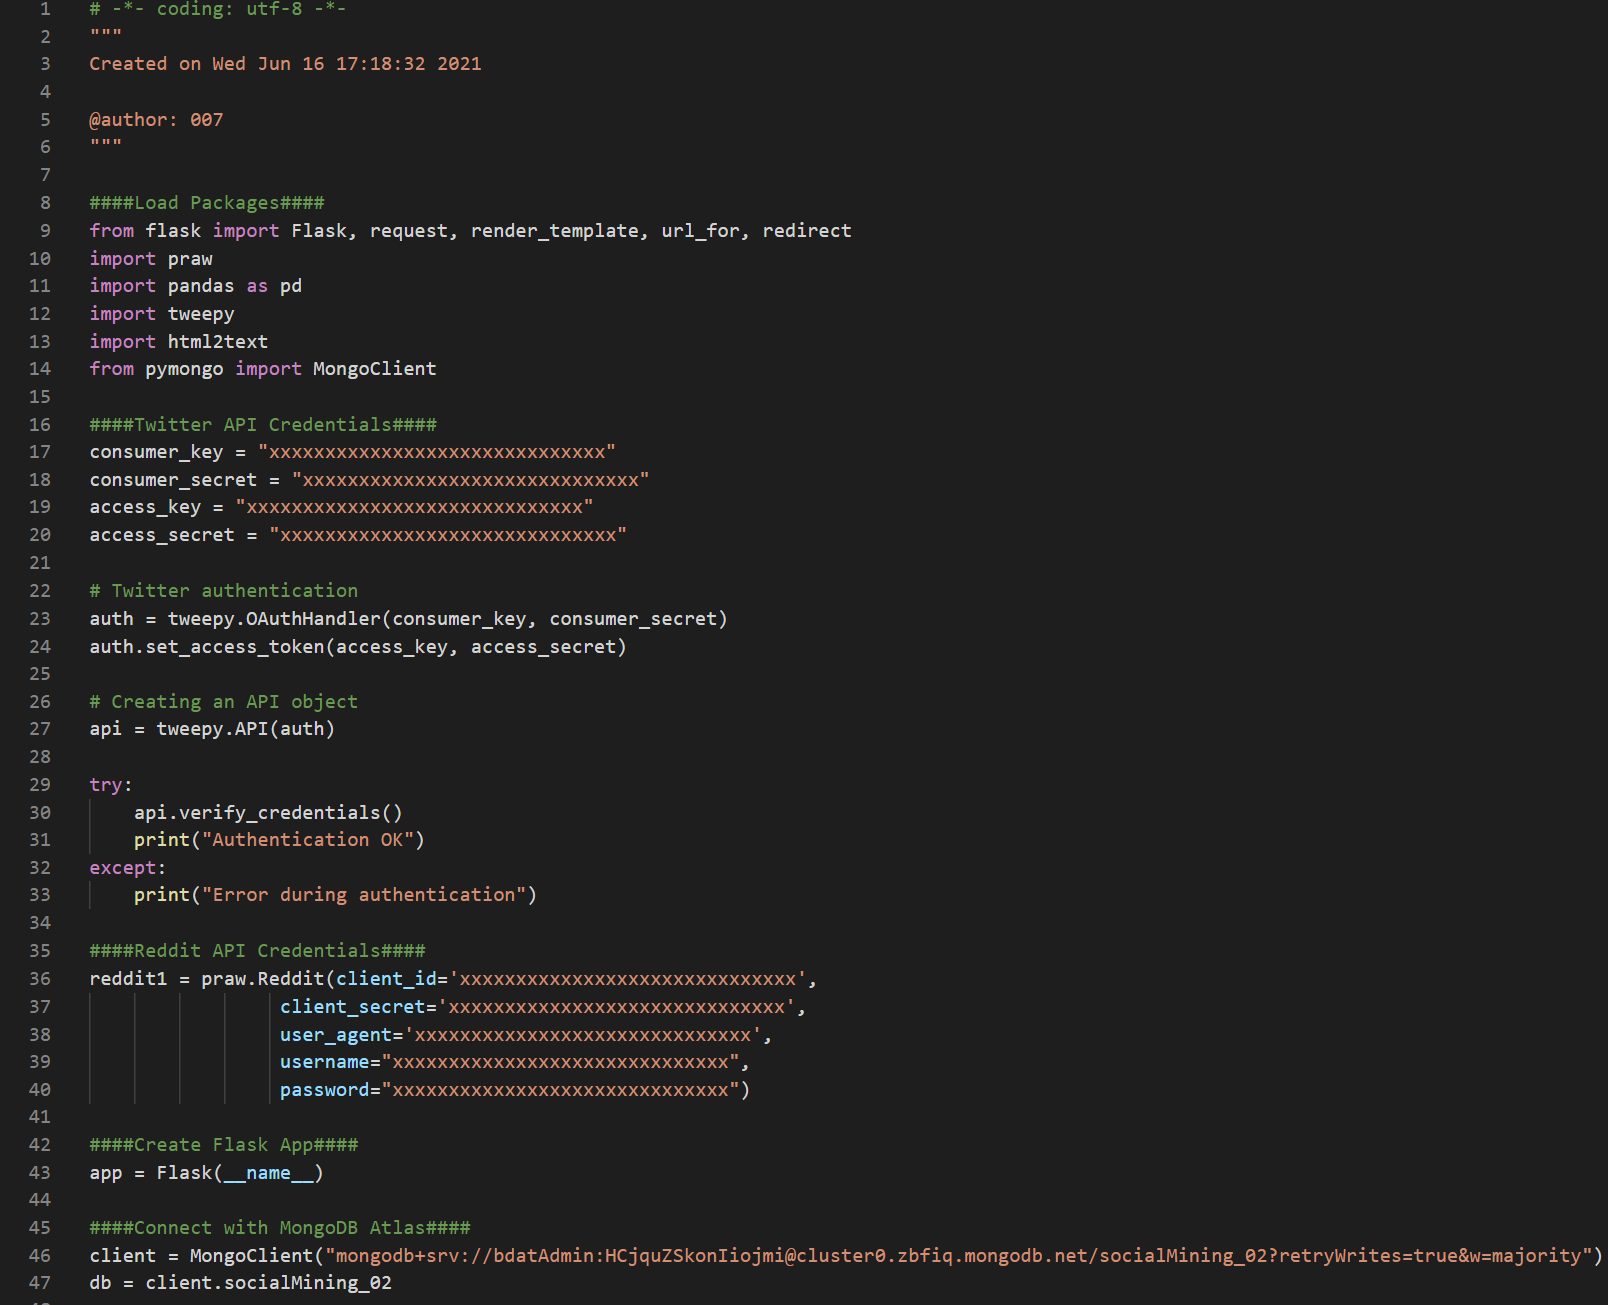 1 # -*- coding: utf-8 -*-
2 """
3 Created on Wed Jun 16 17:18:32 2021
4
5 @author: 007
6 """
7
8 ####Load Packages####
9 from flask import Flask, request, render_template, url_for, redirect
10 import praw
11 import pandas as pd
12 import tweepy
13 import html2text
14 from pymongo import MongoClient
15
16 ####Twitter API Credentials####
17 consumer_key = "xxxxxxxxxxxxxxxxxxxxxxxxxxxxxx"
18 consumer_secret = "xxxxxxxxxxxxxxxxxxxxxxxxxxxxxx"
19 access_key = "xxxxxxxxxxxxxxxxxxxxxxxxxxxxxx"
20 access_secret = "xxxxxxxxxxxxxxxxxxxxxxxxxxxxxx"
21
22 # Twitter authentication
23 auth = tweepy.OAuthHandler(consumer_key, consumer_secret)
24 auth.set_access_token(access_key, access_secret)
25
26 # Creating an API object
27 api = tweepy.API(auth)
28
29 try:
30     api.verify_credentials()
31     print("Authentication OK")
32 except:
33     print("Error during authentication")
34
35 ####Reddit API Credentials####
36 reddit1 = praw.Reddit(client_id='xxxxxxxxxxxxxxxxxxxxxxxxxxxxxx',
37                  client_secret='xxxxxxxxxxxxxxxxxxxxxxxxxxxxxx',
38                  user_agent='xxxxxxxxxxxxxxxxxxxxxxxxxxxxxx',
39                  username="xxxxxxxxxxxxxxxxxxxxxxxxxxxxxx",
40                  password="xxxxxxxxxxxxxxxxxxxxxxxxxxxxxx")
41
42 ####Create Flask App####
43 app = Flask(__name__)
44
45 ####Connect with MongoDB Atlas####
46 client = MongoClient("mongodb+srv://bdatAdmin:HCjquZSkonIiojmi@cluster0.zbfiq.mongodb.net/socialMining_02?retryWrites=true&w=majority")
47 db = client.socialMining_02